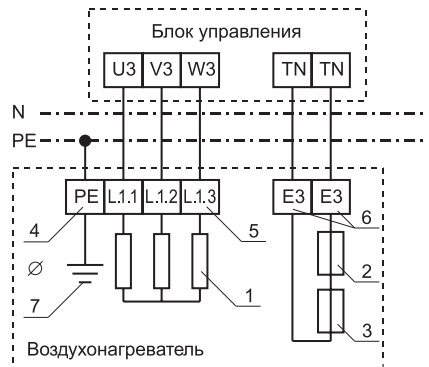 Блок управления
U3 V3 W3 TN TN
N
PE
PE L.1.1 L.1.2 L.1.3 E3 E3
4 5 6
Ø
1 2
7
3
Воздухонагреватель